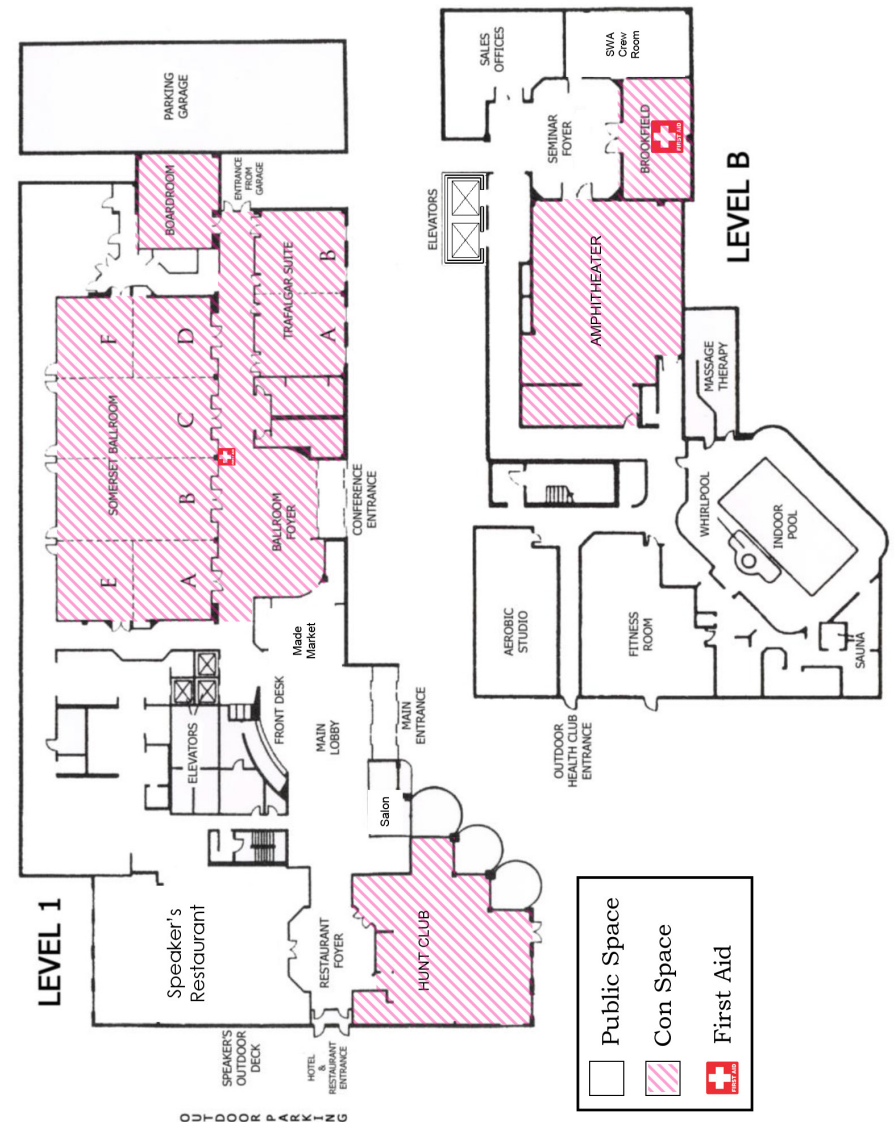 LEVEL 1
PARKING
GARAGE
BOARDROOM
ENTRANCE
FROM
GARAGE
TRAFALGAR SUITE
A
B
SOMERSET BALLROOM
A
B
C
D
E
F
BALLROOM
FOYER
CONFERENCE
ENTRANCE
Made
Market
ELEVATORS
FRONT DESK
MAIN
LOBBY
MAIN
ENTRANCE
Salon
Speaker's
Restaurant
RESTAURANT
FOYER
HUNT CLUB
SPEAKER'S
OUTDOOR
DECK
HOTEL
&
RESTAURANT
ENTRANCE
OUTDOOR
PARKING
LEVEL B
SALES
OFFICES
SWA
Crew
Room
SEMINAR
FOYER
BROOKFIELD
FIRST AID
ELEVATORS
AMPHITHEATER
MASSAGE
THERAPY
WHIRLPOOL
INDOOR
POOL
AEROBIC
STUDIO
FITNESS
ROOM
SAUNA
OUTDOOR
HEALTH CLUB
ENTRANCE
Public Space
Con Space
First Aid
FIRST AID